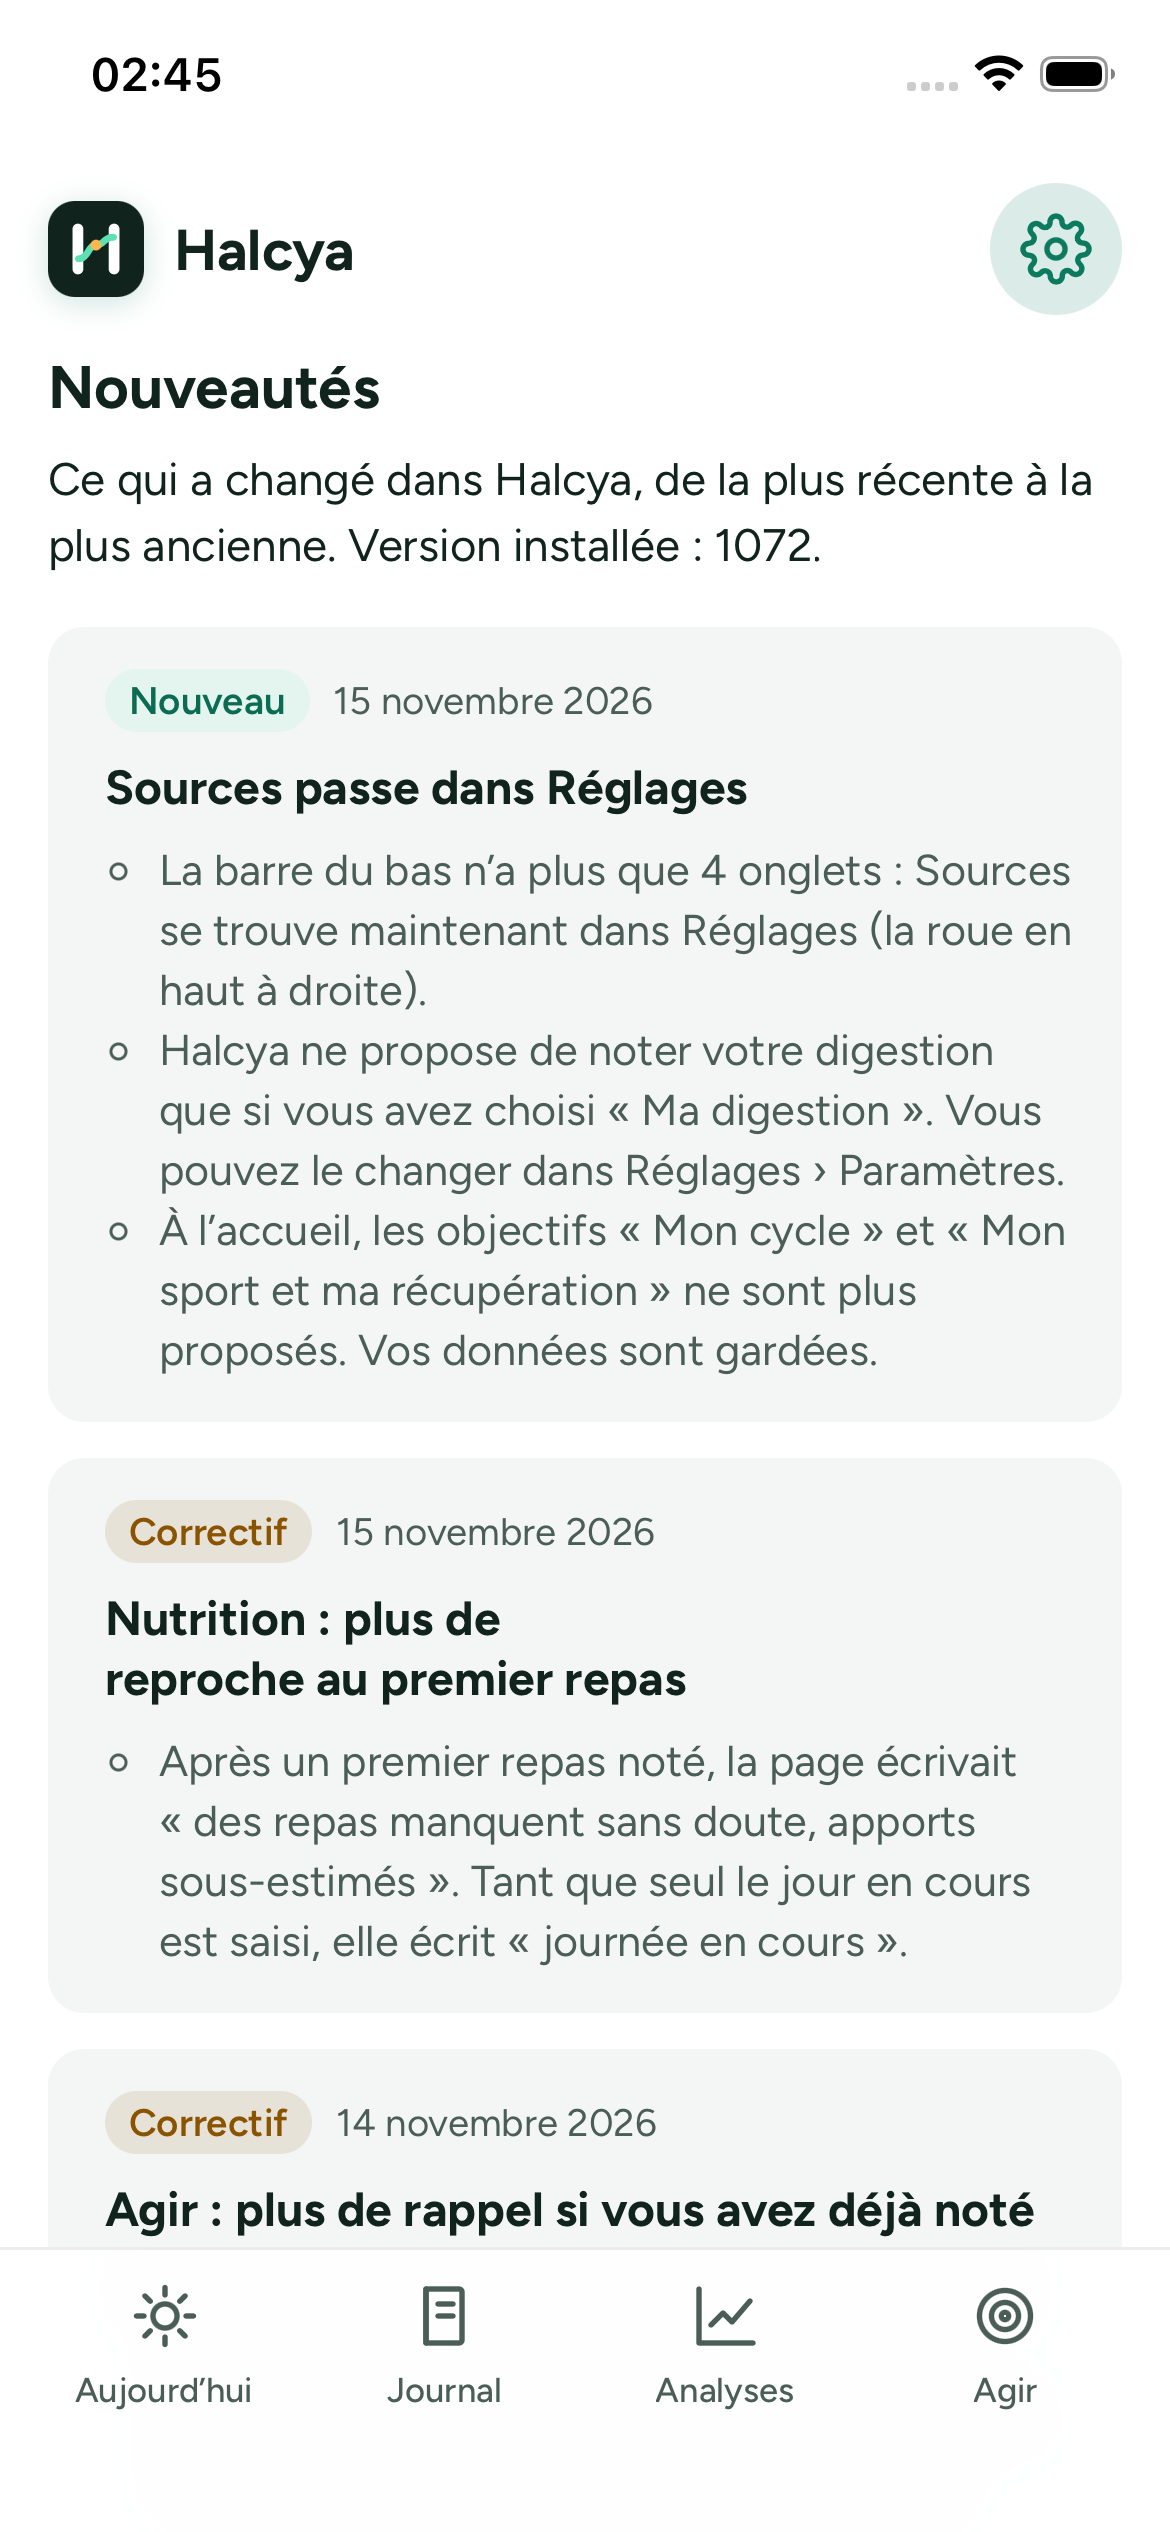 02:45
Halcya
Nouveautés
Ce qui a changé dans Halcya, de la plus récente à la
plus ancienne. Version installée : 1072.
Nouveau 15 novembre 2026
Sources passe dans Réglages
La barre du bas n’a plus que 4 onglets : Sources
se trouve maintenant dans Réglages (la roue en
haut à droite).
Halcya ne propose de noter votre digestion
que si vous avez choisi « Ma digestion ». Vous
pouvez le changer dans Réglages › Paramètres.
À l’accueil, les objectifs « Mon cycle » et « Mon
sport et ma récupération » ne sont plus
proposés. Vos données sont gardées.
Correctif 15 novembre 2026
Nutrition : plus de
reproche au premier repas
Après un premier repas noté, la page écrivait
« des repas manquent sans doute, apports
sous-estimés ». Tant que seul le jour en cours
est saisi, elle écrit « journée en cours ».
Correctif 14 novembre 2026
Agir : plus de rappel si vous avez déjà noté
Aujourd’hui Journal Analyses Agir